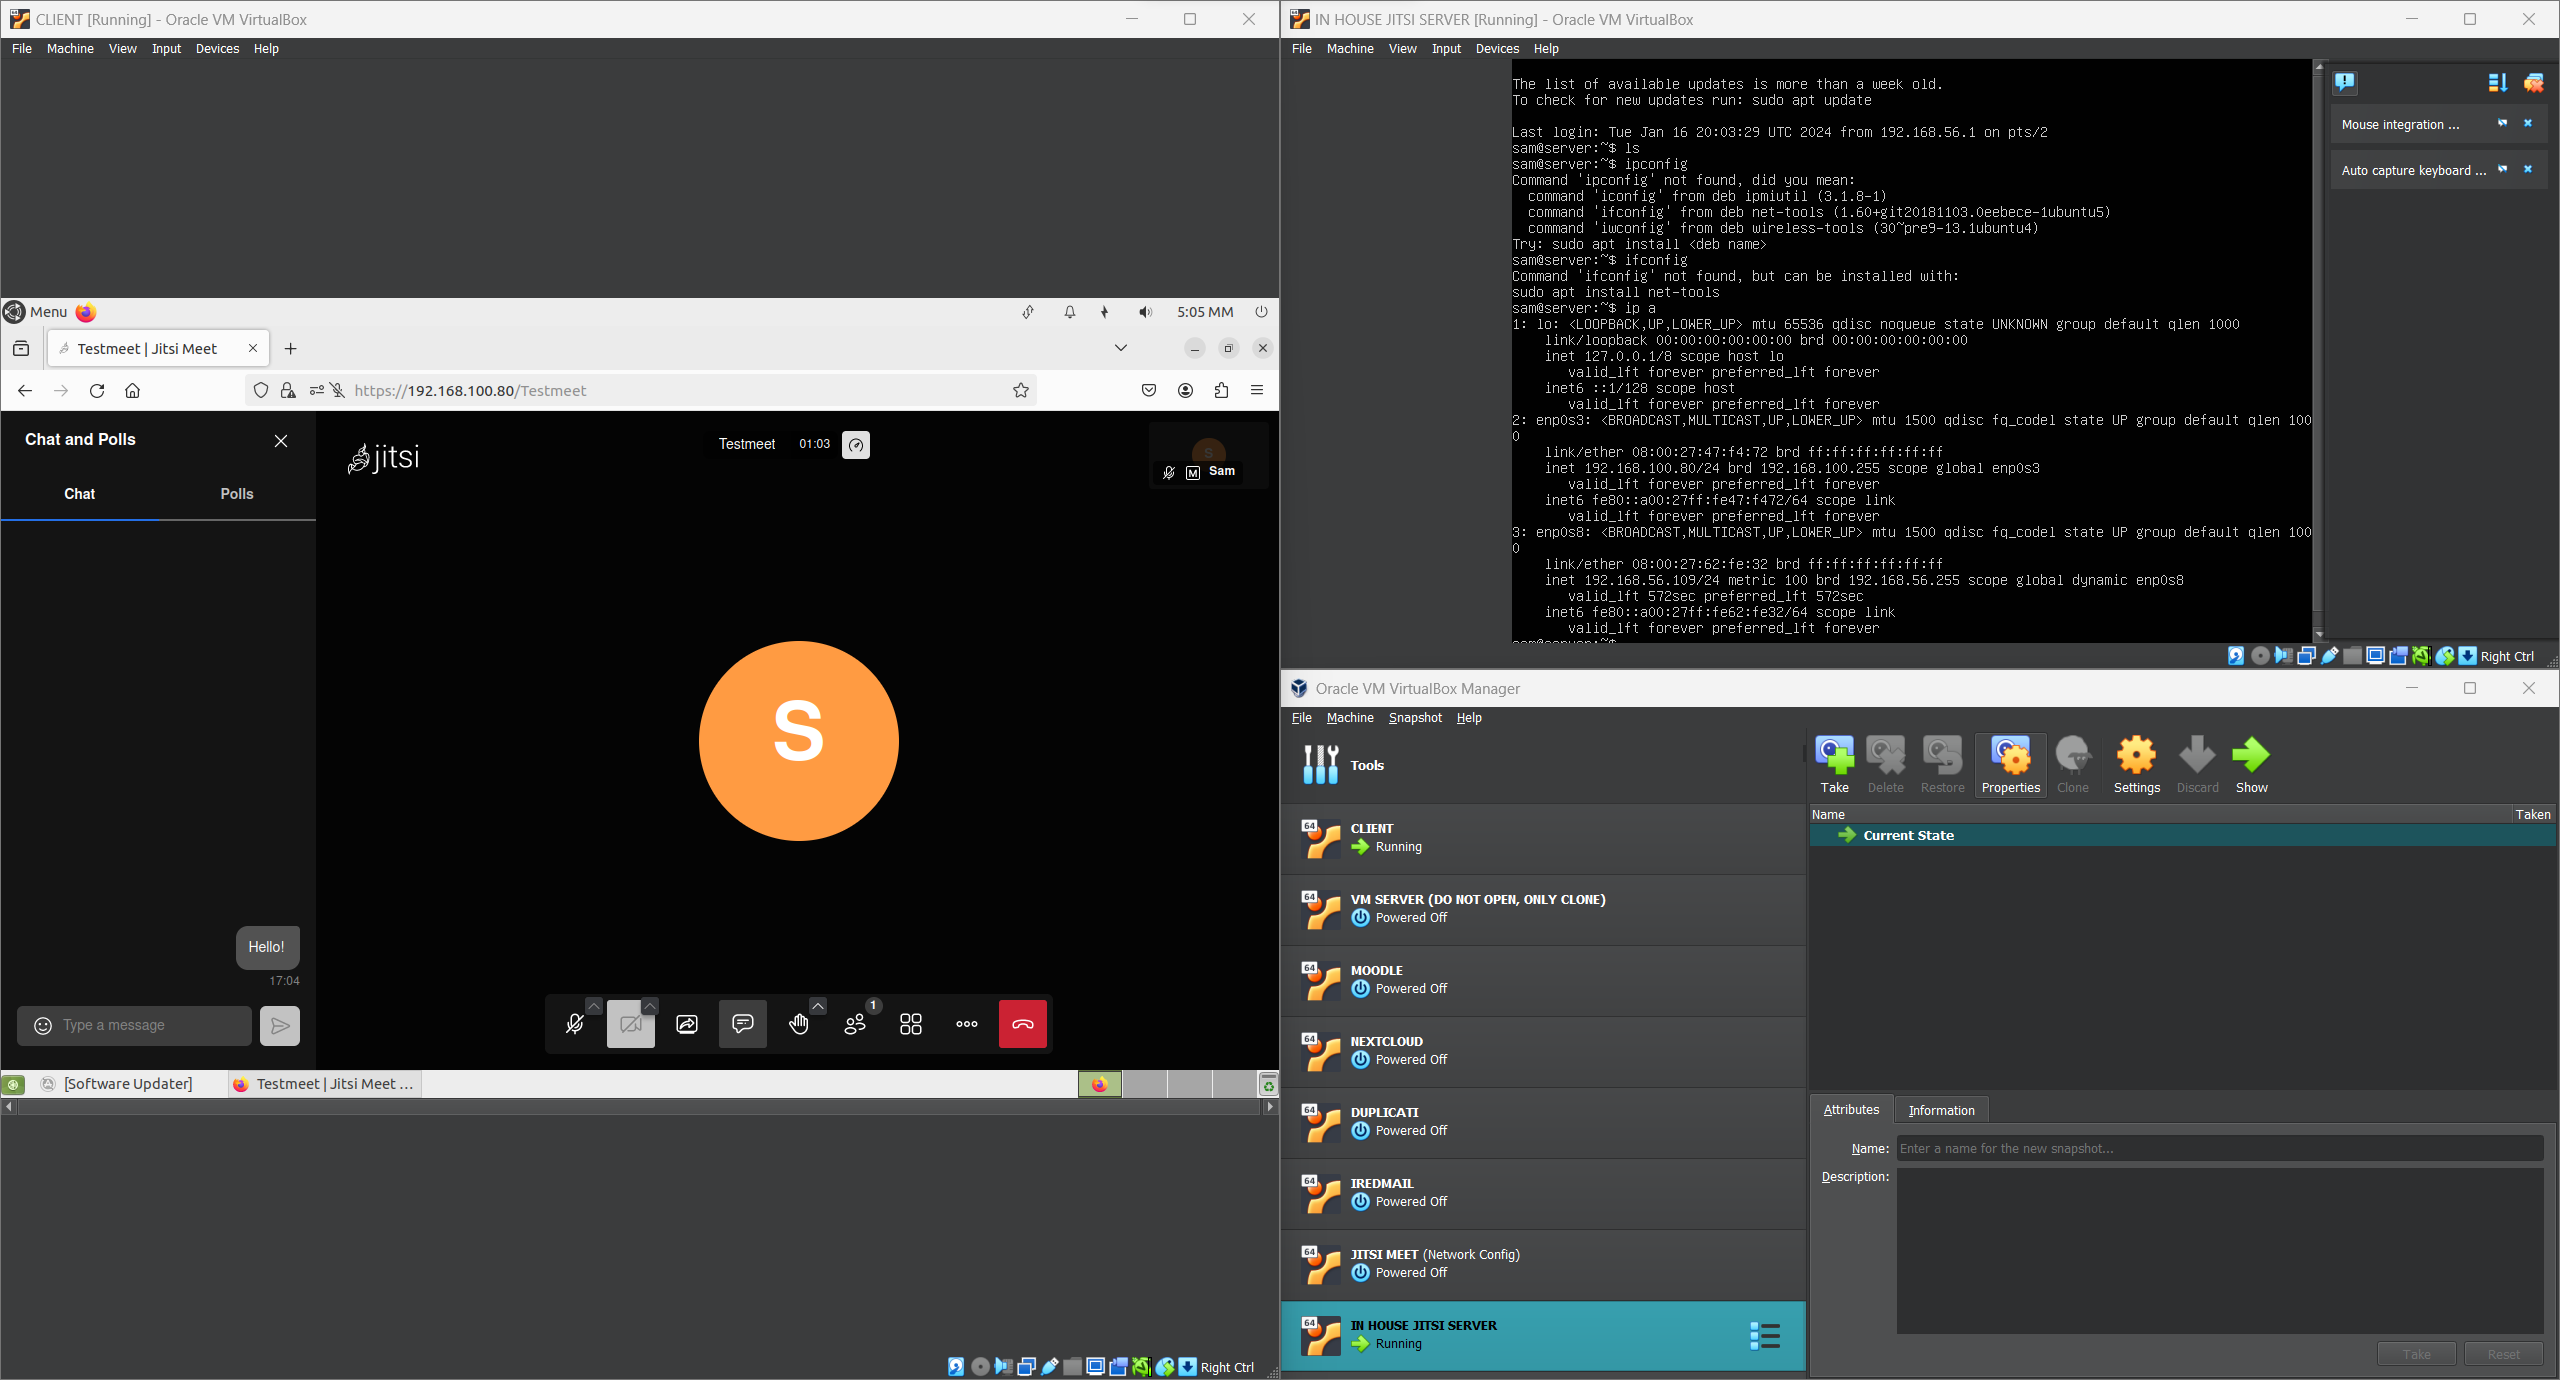 CLIENT [Running] - Oracle VM VirtualBox
File Machine View Input Devices Help
Menu
5:05 MM
Testmeet | Jitsi Meet
https://192.168.100.80/Testmeet
Chat and Polls
Chat Polls
jitsi
Testmeet 01:03
S
M Sam
S
Hello!
17:04
Type a message
1
[Software Updater]
Testmeet | Jitsi Meet ...
Right Ctrl
IN HOUSE JITSI SERVER [Running] - Oracle VM VirtualBox
File Machine View Input Devices Help
The list of available updates is more than a week old.
To check for new updates run: sudo apt update
Last login: Tue Jan 16 20:03:29 UTC 2024 from 192.168.56.1 on pts/2
sam@server:~$ ls
sam@server:~$ ipconfig
Command 'ipconfig' not found, did you mean:
command 'iconfig' from deb ipmiutil (3.1.8-1)
command 'ifconfig' from deb net-tools (1.60+git20181103.0eebece-1ubuntu5)
command 'iwconfig' from deb wireless-tools (30~pre9-13.1ubuntu4)
Try: sudo apt install <deb name>
sam@server:~$ ifconfig
Command 'ifconfig' not found, but can be installed with:
sudo apt install net-tools
sam@server:~$ ip a
1: lo: <LOOPBACK,UP,LOWER_UP> mtu 65536 qdisc noqueue state UNKNOWN group default qlen 1000
link/loopback 00:00:00:00:00:00 brd 00:00:00:00:00:00
inet 127.0.0.1/8 scope host lo
valid_lft forever preferred_lft forever
inet6 ::1/128 scope host
valid_lft forever preferred_lft forever
2: enp0s3: <BROADCAST,MULTICAST,UP,LOWER_UP> mtu 1500 qdisc fq_codel state UP group default qlen 100
0
link/ether 08:00:27:47:f4:72 brd ff:ff:ff:ff:ff:ff
inet 192.168.100.80/24 brd 192.168.100.255 scope global enp0s3
valid_lft forever preferred_lft forever
inet6 fe80::a00:27ff:fe47:f472/64 scope link
valid_lft forever preferred_lft forever
3: enp0s8: <BROADCAST,MULTICAST,UP,LOWER_UP> mtu 1500 qdisc fq_codel state UP group default qlen 100
0
link/ether 08:00:27:62:fe:32 brd ff:ff:ff:ff:ff:ff
inet 192.168.56.109/24 metric 100 brd 192.168.56.255 scope global dynamic enp0s8
valid_lft 572sec preferred_lft 572sec
inet6 fe80::a00:27ff:fe62:fe32/64 scope link
valid_lft forever preferred_lft forever
sam@server:~$
Mouse integration ...
Auto capture keyboard ...
Right Ctrl
Oracle VM VirtualBox Manager
File Machine Snapshot Help
Tools
64 CLIENT
Running
64 VM SERVER (DO NOT OPEN, ONLY CLONE)
Powered Off
64 MOODLE
Powered Off
64 NEXTCLOUD
Powered Off
64 DUPLICATI
Powered Off
64 IREDMAIL
Powered Off
64 JITSI MEET (Network Config)
Powered Off
64 IN HOUSE JITSI SERVER
Running
Take Delete Restore Properties Clone Settings Discard Show
Name Taken
Current State
Attributes Information
Name: Enter a name for the new snapshot...
Description:
Take Reset